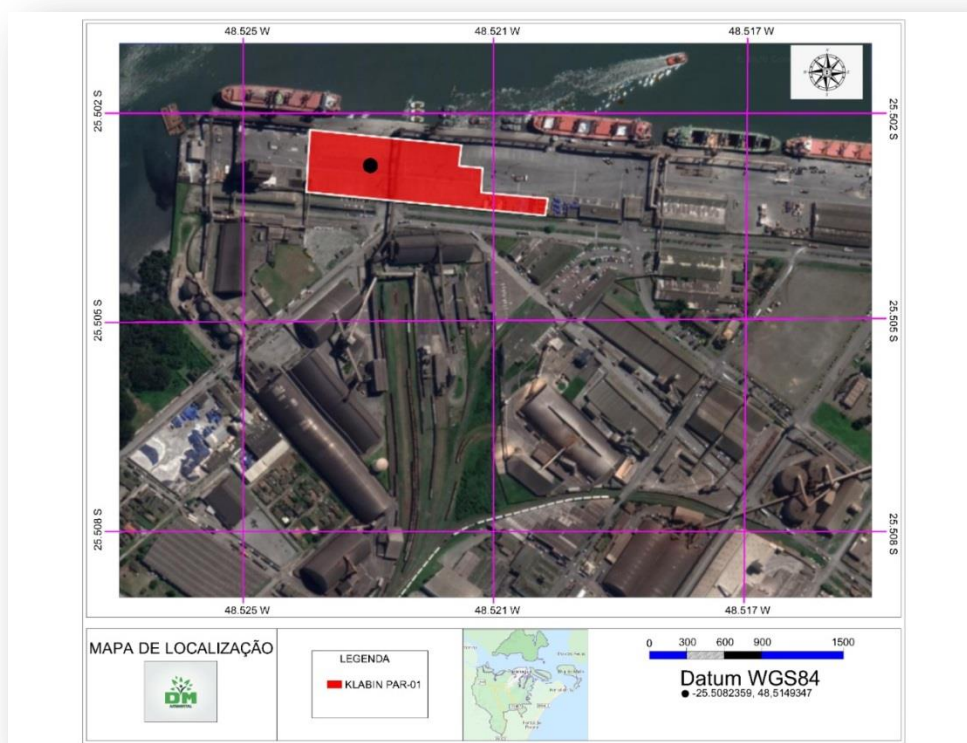 48.525 W 48.521 W 48.517 W
25.502 S 25.502 S
25.505 S 25.505 S
25.508 S 25.508 S
48.525 W 48.521 W 48.517 W
MAPA DE LOCALIZAÇÃO
DM
AMBIENTAL
LEGENDA
KLABIN PAR-01
0 300 600 900 1500
Datum WGS84
-25.5082359, 48,5149347